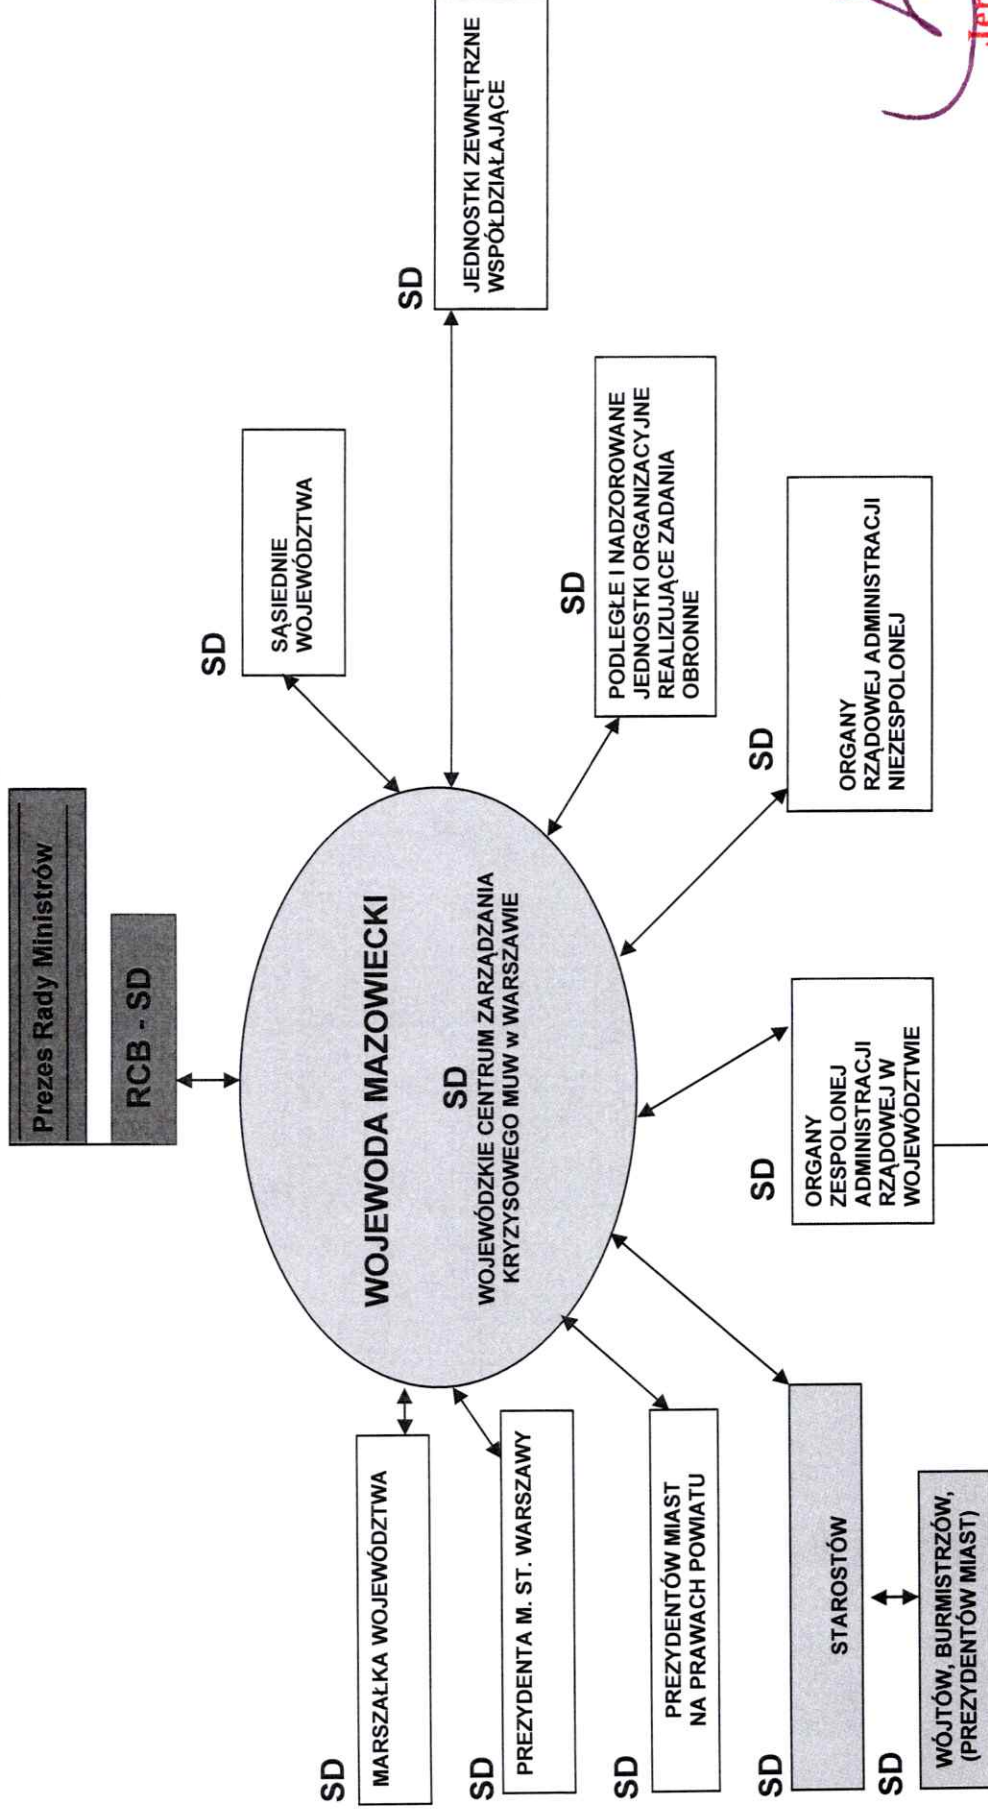 Prezes Rady Ministrów
RCB - SD
WOJEWODA MAZOWIECKI
SD
WOJEWÓDZKIE CENTRUM ZARZĄDZANIA
KRYZYSOWEGO MUW w WARSZAWIE
SD
MARSZAŁKA WOJEWÓDZTWA
SD
PREZYDENTA M. ST. WARSZAWY
SD
PREZYDENTÓW MIAST
NA PRAWACH POWIATU
SD
STAROSTÓW
SD
WÓJTÓW, BURMISTRZÓW,
(PREZYDENTÓW MIAST)
SD
ORGANY
ZESPOLONEJ
ADMINISTRACJI
RZĄDOWEJ W
WOJEWÓDZTWIE
SD
ORGANY
RZĄDOWEJ ADMINISTRACJI
NIEZESPOLONEJ
SD
PODLEGŁE I NADZOROWANE
JEDNOSTKI ORGANIZACYJNE
REALIZUJĄCE ZADANIA
OBRONNE
SD
SĄSIEDNIE
WOJEWÓDZTWA
SD
JEDNOSTKI ZEWNĘTRZNE
WSPÓŁDZIAŁAJĄCE